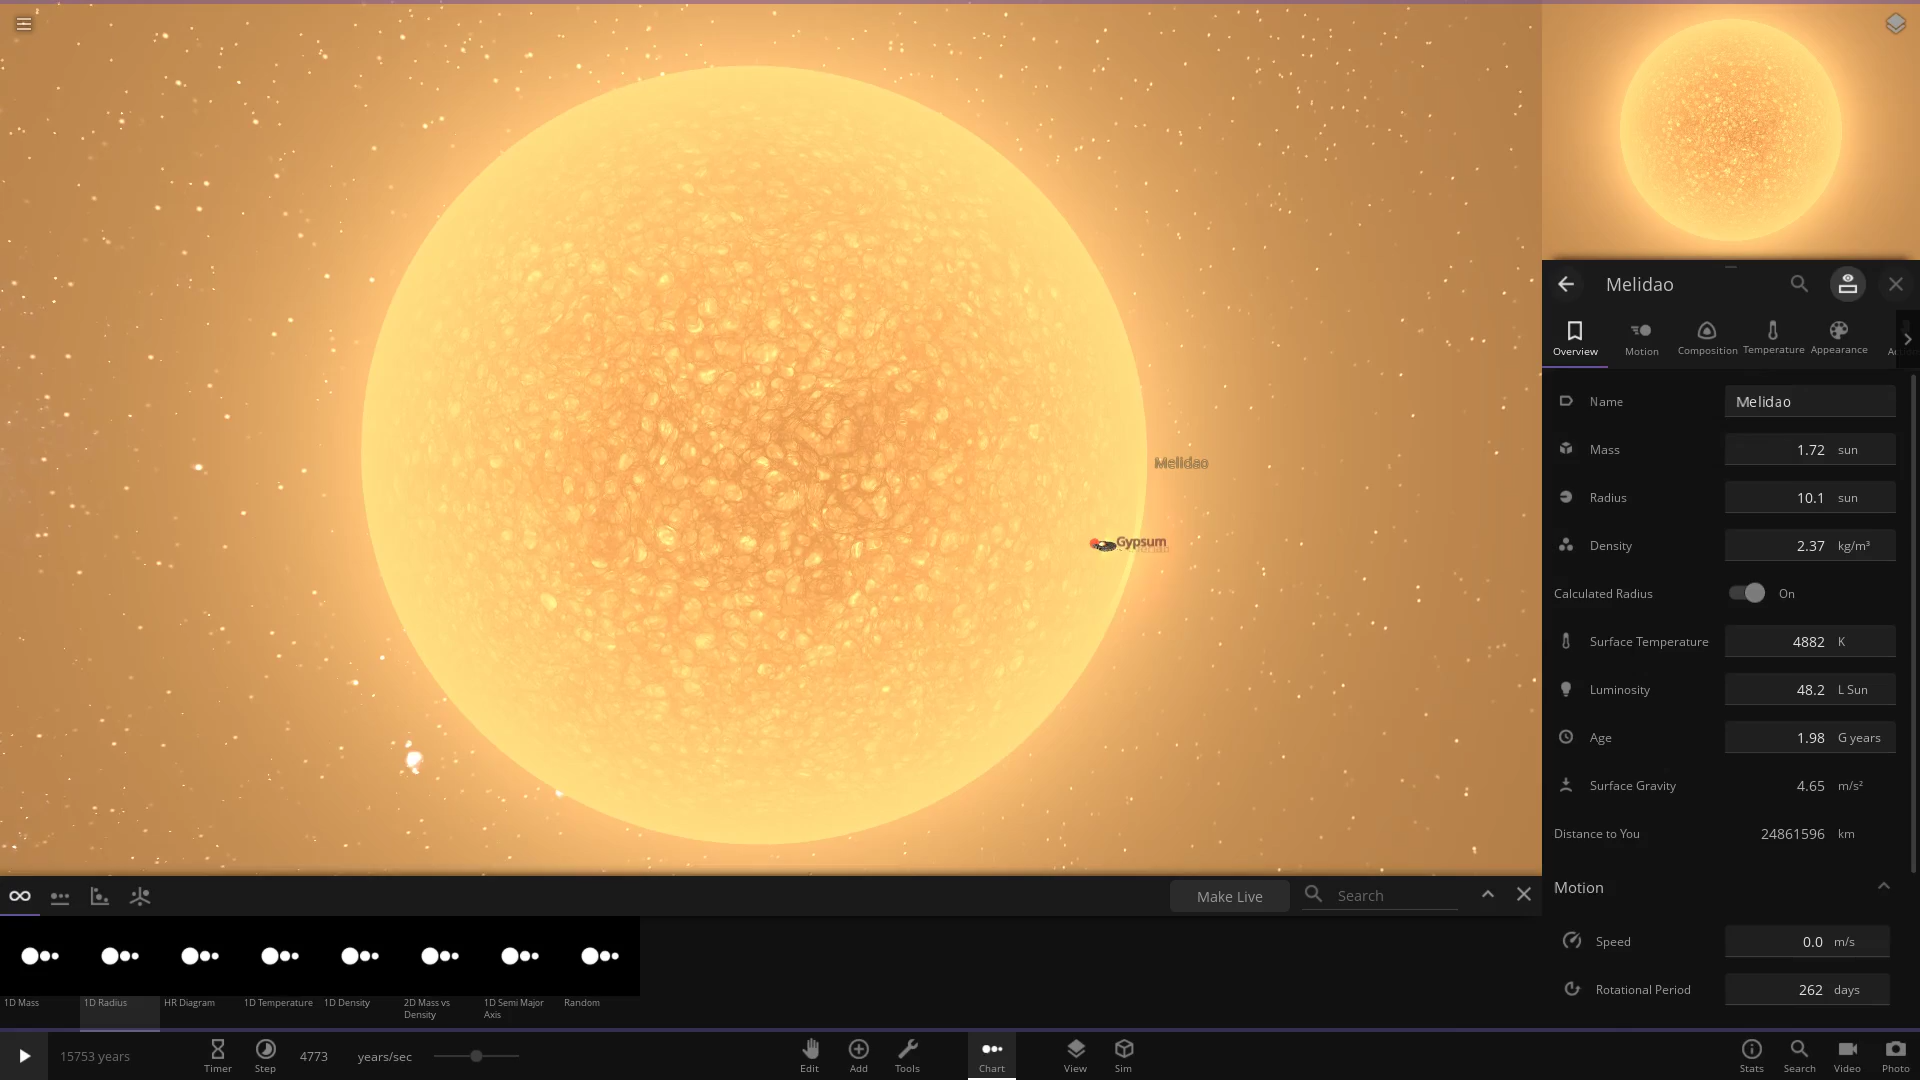 Melidao
Gypsum
Melidao
Overview
Motion
Composition
Temperature
Appearance
Name
Melidao
Mass
1.72 sun
Radius
10.1 sun
Density
2.37 kg/m³
Calculated Radius
On
Surface Temperature
4882 K
Luminosity
48.2 L Sun
Age
1.98 G years
Surface Gravity
4.65 m/s²
Distance to You
24861596 km
Motion
Speed
0.0 m/s
Rotational Period
262 days
Make Live
Search
1D Mass
1D Radius
HR Diagram
1D Temperature
1D Density
2D Mass vs
Density
1D Semi Major
Axis
Random
15753 years
Timer
Step
4773 years/sec
Edit
Add
Tools
Chart
View
Sim
Stats
Search
Video
Photo